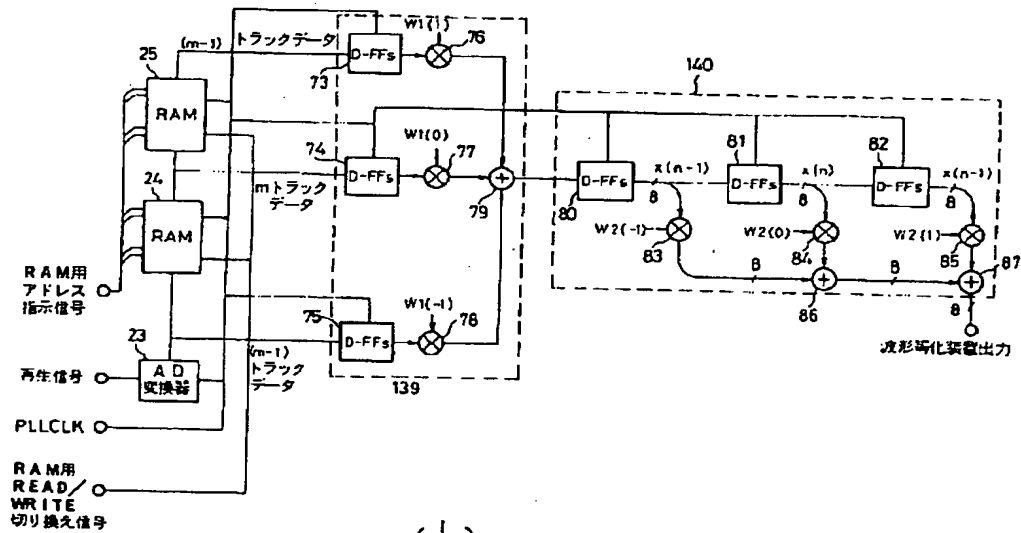 (m-1) トラックデータ
25
RAM
24
RAM
mトラック
データ
RAM用
アドレス
指示信号
23
AD
変換器
再生信号
(m-1)
トラック
データ
PLLCLK
RAM用
READ/
WRITE
切り換え信号
W1(1)
D-FFs
73
76
W1(0)
74
D-FFs
77
79
W1(-1)
75
D-FFs
78
139
140
D-FFs
80
x(n-1)
8
81
D-FFs
x(n)
8
82
D-FFs
x(n-1)
8
W2(-1)
83
W2(0)
84
W2(1)
85
8
86
8
87
8
波形等化装置出力